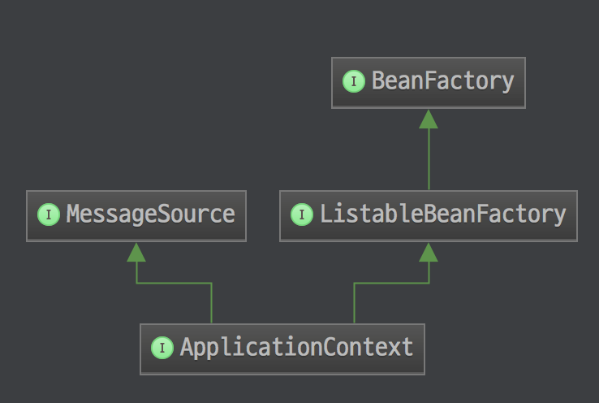 I BeanFactory
I MessageSource
I ListableBeanFactory
I ApplicationContext